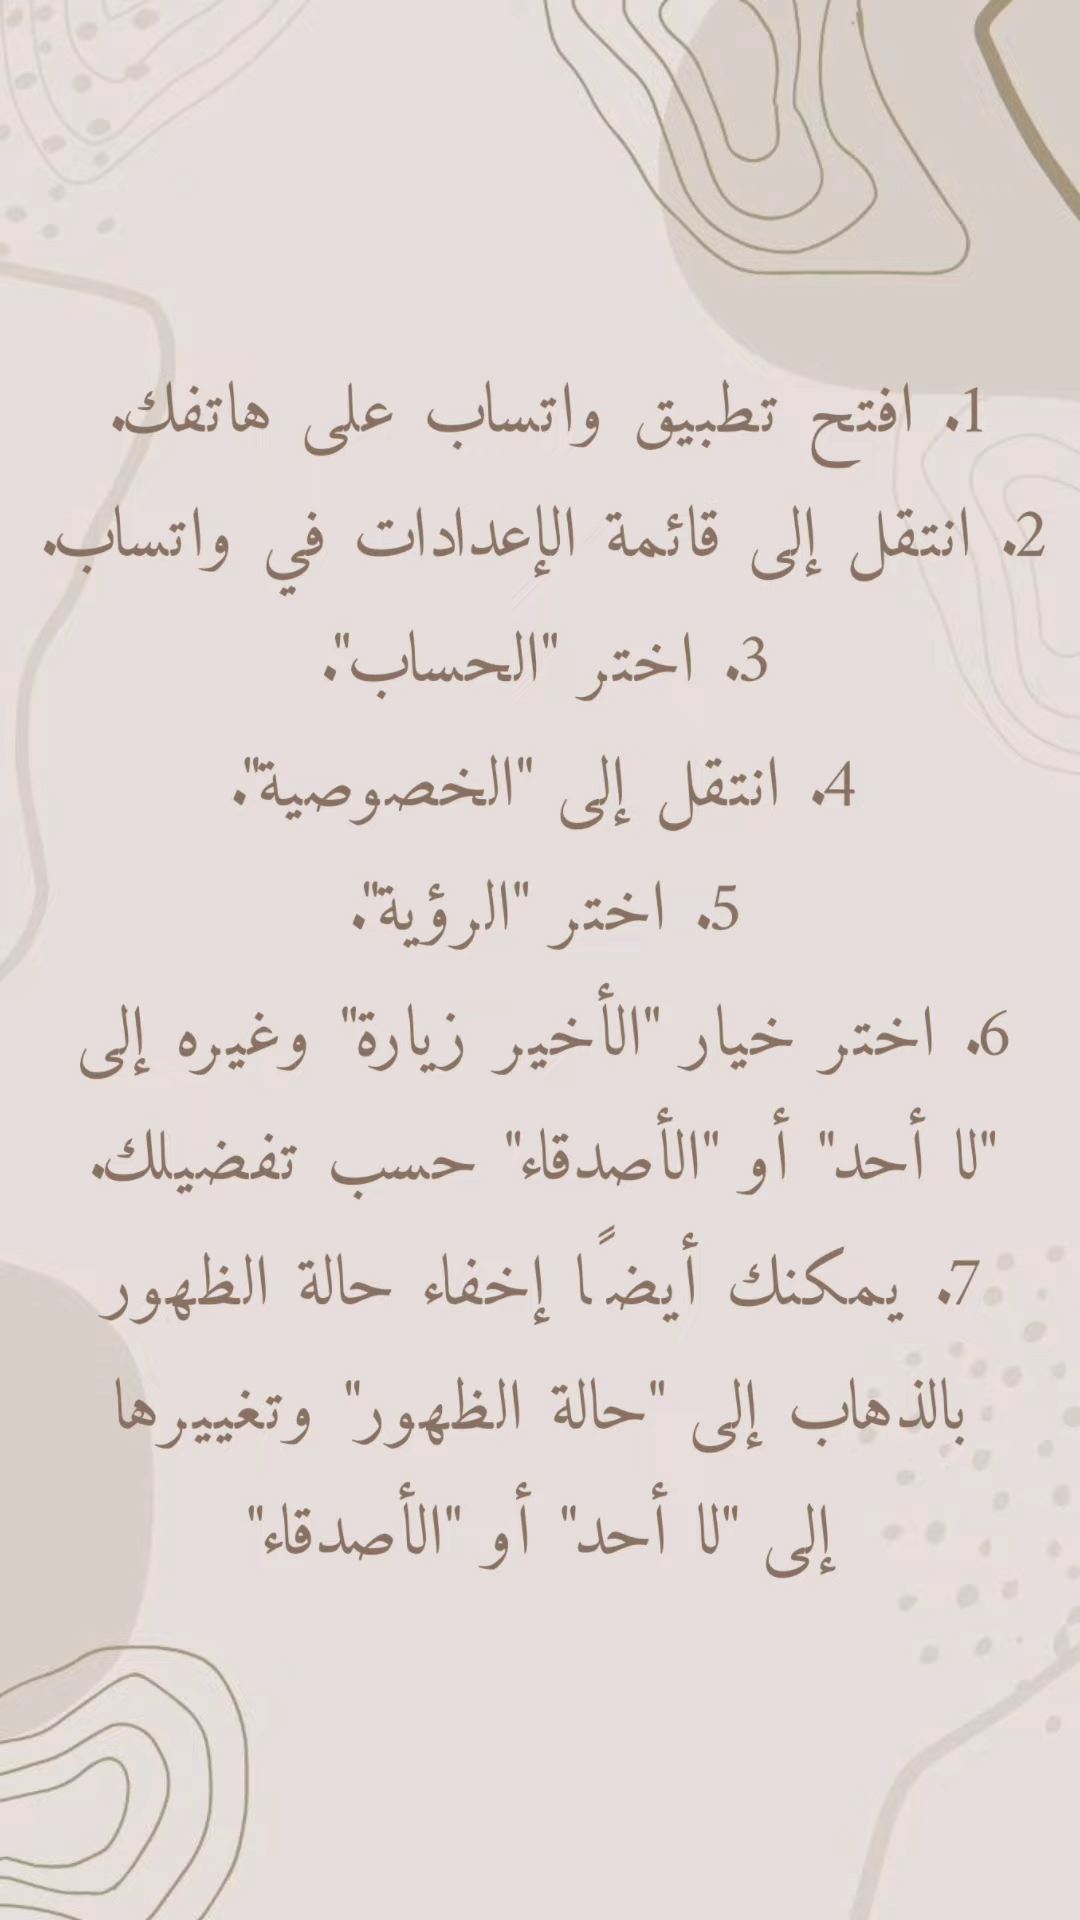 1. افتح تطبيق واتساب على هاتفك.
2. انتقل إلى قائمة الإعدادات في واتساب.
3. اختر "الحساب".
4. انتقل إلى "الخصوصية".
5. اختر "الرؤية".
6. اختر خيار "الأخير زيارة" وغيره إلى
"لا أحد" أو "الأصدقاء" حسب تفضيلك.
7. يمكنك أيضًا إخفاء حالة الظهور
بالذهاب إلى "حالة الظهور" وتغييرها
إلى "لا أحد" أو "الأصدقاء"